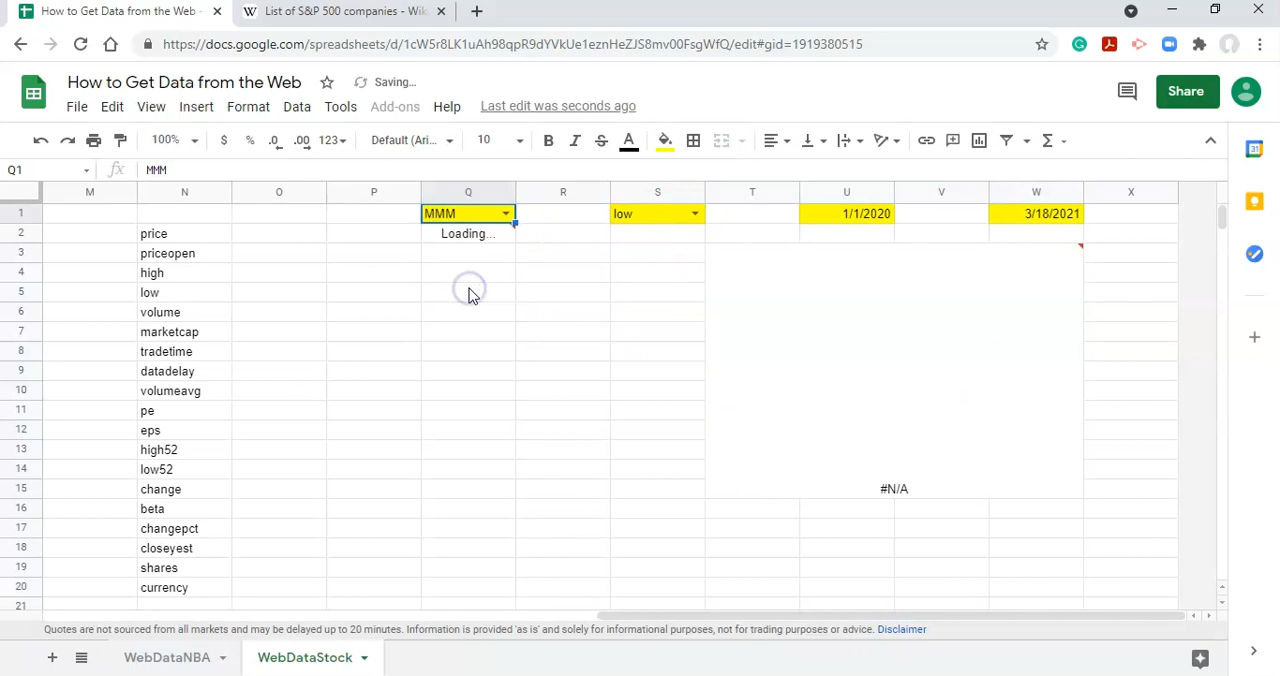 How to Get Data from the Web -
List of S&P 500 companies - Wiki
https://docs.google.com/spreadsheets/d/1cW5r8LK1uAh98qpR9dYVkUe1eznHeZJS8mv00FsgWfQ/edit#gid=1919380515
How to Get Data from the Web Saving...
File Edit View Insert Format Data Tools Add-ons Help Last edit was seconds ago
Share
100% $ % .0 .00 123 Default (Ari... 10 B I S A
Q1 fx MMM
M N O P Q R S T U V W X
1 MMM low 1/1/2020 3/18/2021
2 price Loading...
3 priceopen
4 high
5 low
6 volume
7 marketcap
8 tradetime
9 datadelay
10 volumeavg
11 pe
12 eps
13 high52
14 low52
15 change #N/A
16 beta
17 changepct
18 closeyest
19 shares
20 currency
21
Quotes are not sourced from all markets and may be delayed up to 20 minutes. Information is provided 'as is' and solely for informational purposes, not for trading purposes or advice. Disclaimer
WebDataNBA WebDataStock